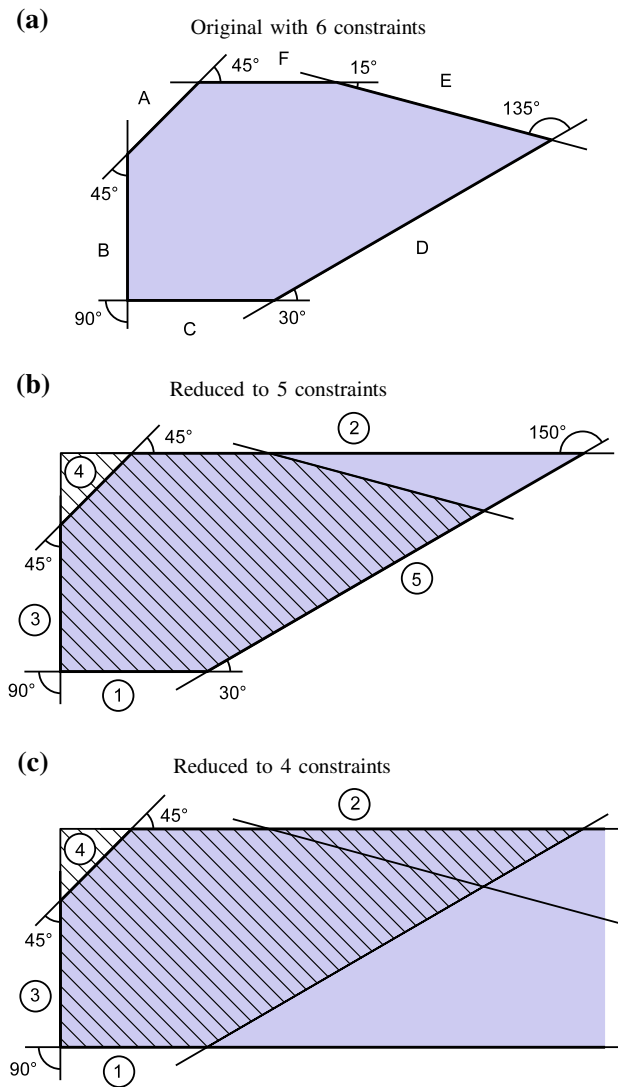 (a)
Original with 6 constraints
F
45° 15° E
A
135°
45°
B
D
90° C 30°
(b)
Reduced to 5 constraints
2
45° 150°
4
45°
5
3
90° 1 30°
(c)
Reduced to 4 constraints
2
45°
4
45°
3
90° 1